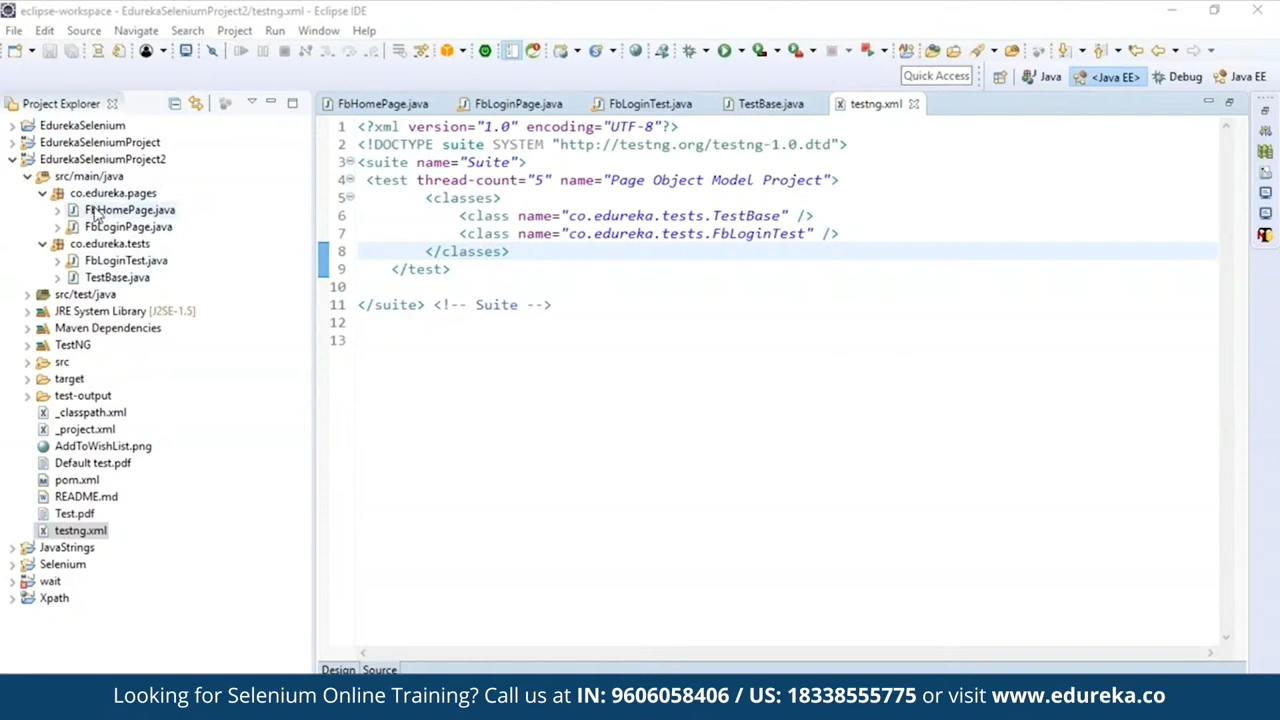 eclipse-workspace - EdurekaSeleniumProject2/testng.xml - Eclipse IDE
File Edit Source Navigate Search Project Run Window Help
Quick Access
Java
<Java EE>
Debug
Java EE
Project Explorer
EdurekaSelenium
EdurekaSeleniumProject
EdurekaSeleniumProject2
src/main/java
co.edureka.pages
FbHomePage.java
FbLoginPage.java
co.edureka.tests
FbLoginTest.java
TestBase.java
src/test/java
JRE System Library [J2SE-1.5]
Maven Dependencies
TestNG
src
target
test-output
_classpath.xml
_project.xml
AddToWishList.png
Default test.pdf
pom.xml
README.md
Test.pdf
testng.xml
JavaStrings
Selenium
wait
Xpath
FbHomePage.java
FbLoginPage.java
FbLoginTest.java
TestBase.java
testng.xml
1 <?xml version="1.0" encoding="UTF-8"?>
2 <!DOCTYPE suite SYSTEM "http://testng.org/testng-1.0.dtd">
3 <suite name="Suite">
4 <test thread-count="5" name="Page Object Model Project">
5 <classes>
6 <class name="co.edureka.tests.TestBase" />
7 <class name="co.edureka.tests.FbLoginTest" />
8 </classes>
9 </test>
10
11 </suite> <!-- Suite -->
12
13
Design Source
Looking for Selenium Online Training? Call us at IN: 9606058406 / US: 18338555775 or visit www.edureka.co